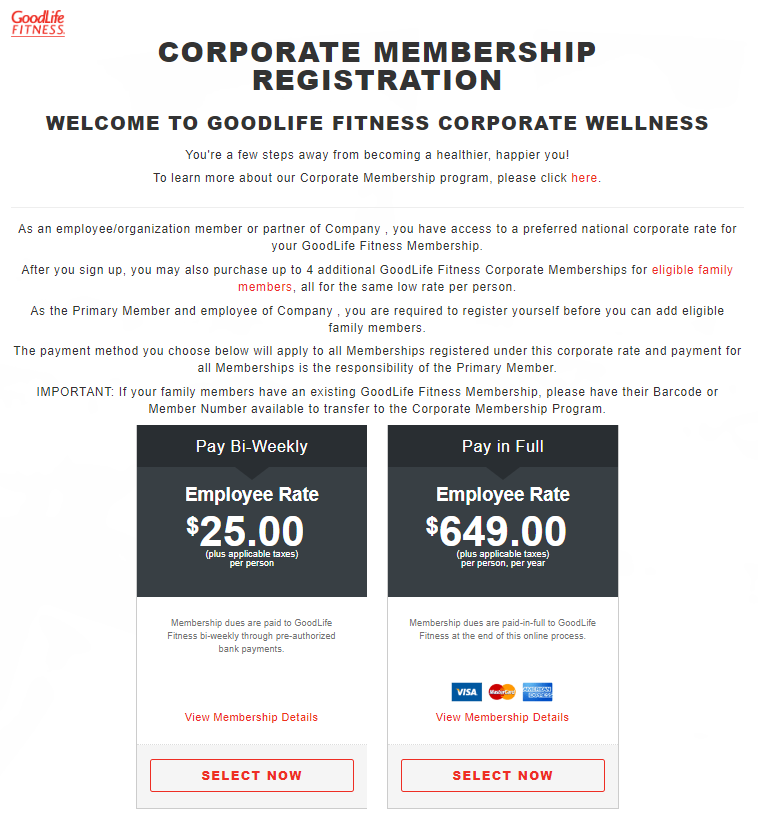 GoodLife
FITNESS
CORPORATE MEMBERSHIP
REGISTRATION
WELCOME TO GOODLIFE FITNESS CORPORATE WELLNESS
You're a few steps away from becoming a healthier, happier you!
To learn more about our Corporate Membership program, please click here.
As an employee/organization member or partner of Company , you have access to a preferred national corporate rate for
your GoodLife Fitness Membership.
After you sign up, you may also purchase up to 4 additional GoodLife Fitness Corporate Memberships for eligible family
members, all for the same low rate per person.
As the Primary Member and employee of Company , you are required to register yourself before you can add eligible
family members.
The payment method you choose below will apply to all Memberships registered under this corporate rate and payment for
all Memberships is the responsibility of the Primary Member.
IMPORTANT: If your family members have an existing GoodLife Fitness Membership, please have their Barcode or
Member Number available to transfer to the Corporate Membership Program.
Pay Bi-Weekly
Employee Rate
$25.00
(plus applicable taxes)
per person
Membership dues are paid to GoodLife
Fitness bi-weekly through pre-authorized
bank payments.
View Membership Details
SELECT NOW
Pay in Full
Employee Rate
$649.00
(plus applicable taxes)
per person, per year
Membership dues are paid-in-full to GoodLife
Fitness at the end of this online process.
VISA MasterCard AMERICAN EXPRESS
View Membership Details
SELECT NOW